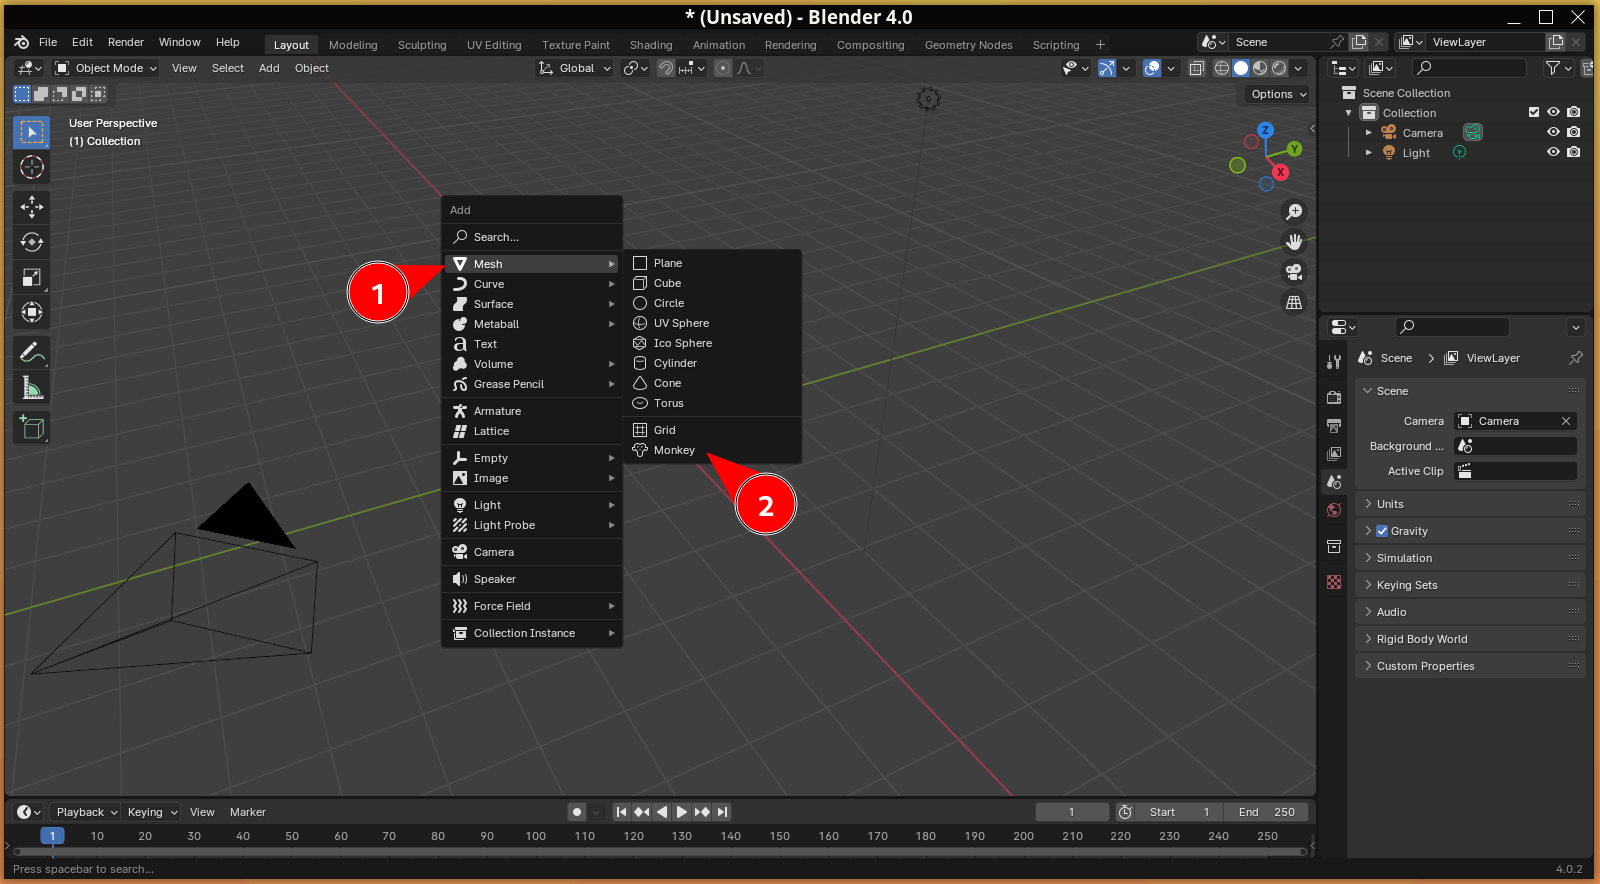 * (Unsaved) - Blender 4.0
File Edit Render Window Help Layout Modeling Sculpting UV Editing Texture Paint Shading Animation Rendering Compositing Geometry Nodes Scripting + Scene ViewLayer
Object Mode View Select Add Object Global
Options
User Perspective
(1) Collection
Z
Y
X
Add
Search...
Mesh
Curve
Surface
Metaball
Text
Volume
Grease Pencil
Armature
Lattice
Empty
Image
Light
Light Probe
Camera
Speaker
Force Field
Collection Instance
Plane
Cube
Circle
UV Sphere
Ico Sphere
Cylinder
Cone
Torus
Grid
Monkey
1
2
Scene Collection
Collection
Camera
Light
Scene ViewLayer
Scene
Camera Camera
Background ...
Active Clip
Units
Gravity
Simulation
Keying Sets
Audio
Rigid Body World
Custom Properties
Playback Keying View Marker 1 Start 1 End 250
1 10 20 30 40 50 60 70 80 90 100 110 120 130 140 150 160 170 180 190 200 210 220 230 240 250
Press spacebar to search... 4.0.2